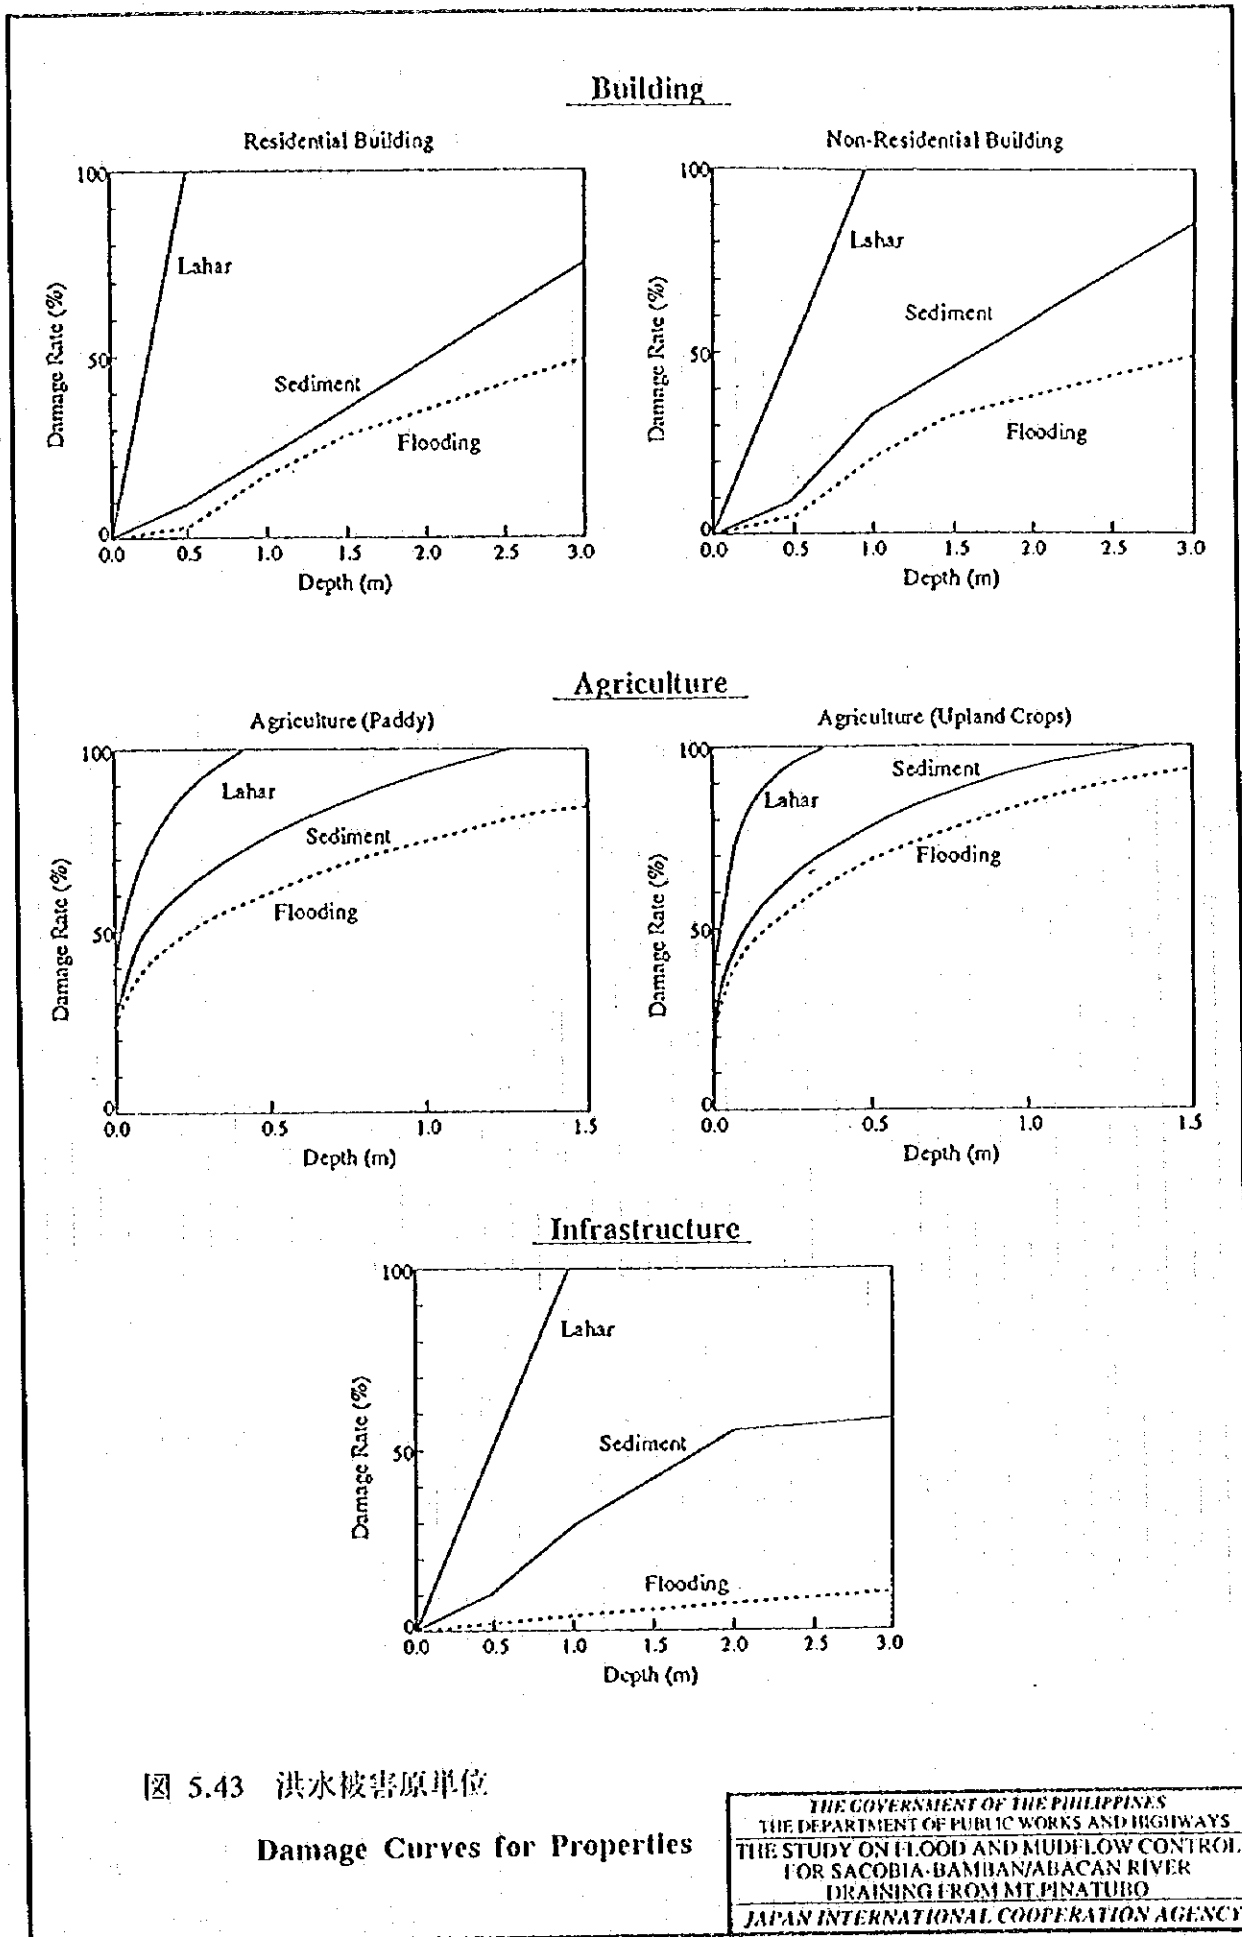 Building
Residential Building
Non-Residential Building
100
50
0
Damage Rate (%)
Lahar
Sediment
Flooding
0.0 0.5 1.0 1.5 2.0 2.5 3.0
Depth (m)
100
50
0
Damage Rate (%)
Lahar
Sediment
Flooding
0.0 0.5 1.0 1.5 2.0 2.5 3.0
Depth (m)
Agriculture
Agriculture (Paddy)
Agriculture (Upland Crops)
100
50
0
Damage Rate (%)
Lahar
Sediment
Flooding
0.0 0.5 1.0 1.5
Depth (m)
100
50
0
Damage Rate (%)
Sediment
Lahar
Flooding
0.0 0.5 1.0 1.5
Depth (m)
Infrastructure
100
50
0
Damage Rate (%)
Lahar
Sediment
Flooding
0.0 0.5 1.0 1.5 2.0 2.5 3.0
Depth (m)
図 5.43 洪水被害原単位
Damage Curves for Properties
THE GOVERNMENT OF THE PHILIPPINES
THE DEPARTMENT OF PUBLIC WORKS AND HIGHWAYS
THE STUDY ON FLOOD AND MUDFLOW CONTROL
FOR SACOBIA-BAMBAN/ABACAN RIVER
DRAINING FROM MT.PINATUBO
JAPAN INTERNATIONAL COOPERATION AGENCY